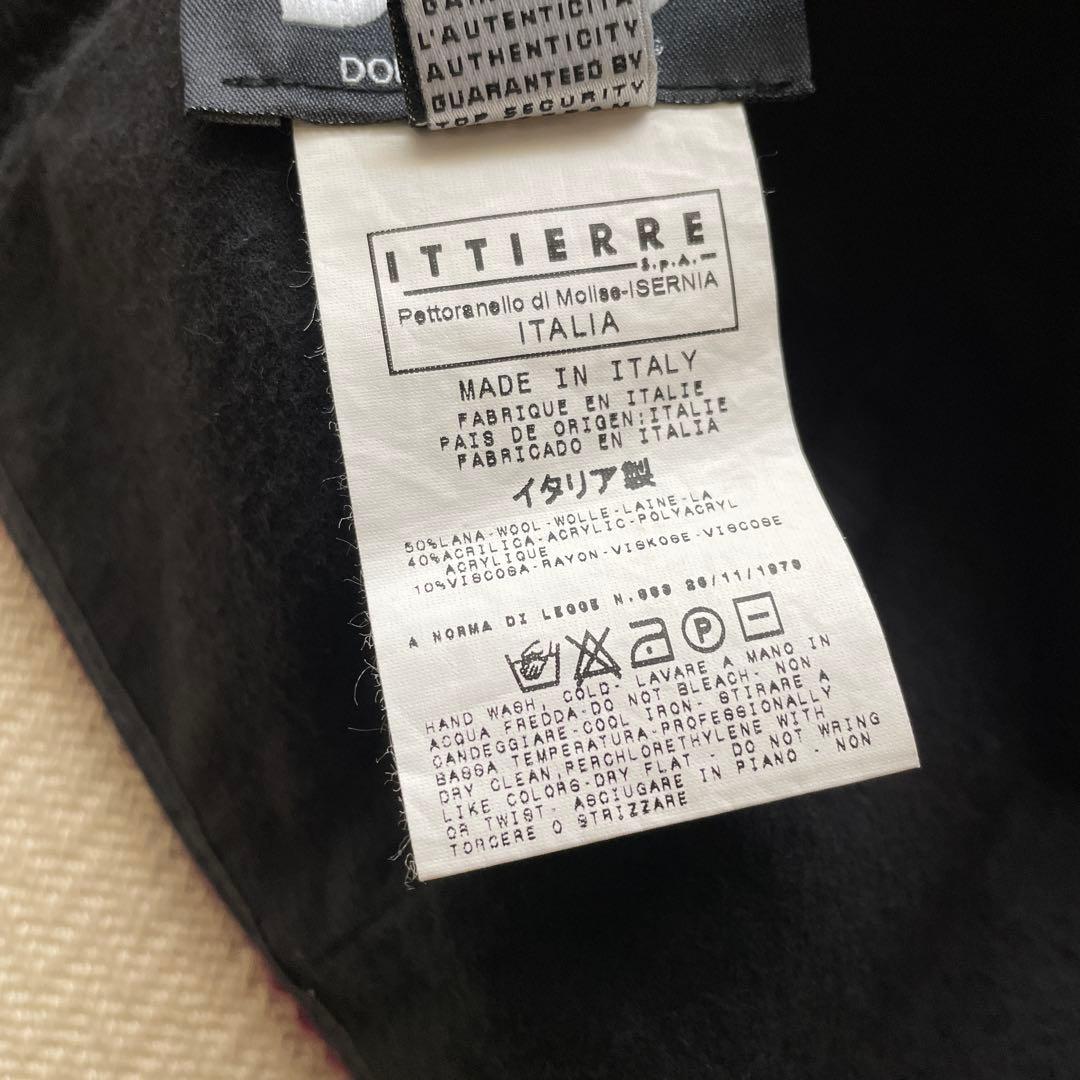 L'AUTENTICITÀ
AUTHENTICITY
GUARANTEED BY
TOP SECURITY
ITTIERRE
S.p.A.
Pettoranello di Molise-ISERNIA
ITALIA
MADE IN ITALY
FABRIQUE EN ITALIE
PAIS DE ORIGEN:ITALIE
FABRICADO EN ITALIA
イタリア製
50%LANA-WOOL-WOLLE-LAINE-LA
40%ACRILICA-ACRYLIC-POLYACRYL
ACRYLIQUE
10%VISCOSA-RAYON-VISKOSE-VISCOSE
A NORMA DI LEGGE N.883 26/11/1973
P
HAND WASH, COLD- LAVARE A MANO IN
ACQUA FREDDA-DO NOT BLEACH- NON
CANDEGGIARE-COOL IRON- STIRARE A
BASSA TEMPERATURA-PROFESSIONALLY
DRY CLEAN,PERCHLORETHYLENE WITH
LIKE COLORS-DRY FLAT - DO NOT WRING
OR TWIST- ASCIUGARE IN PIANO - NON
TORCERE O STRIZZARE